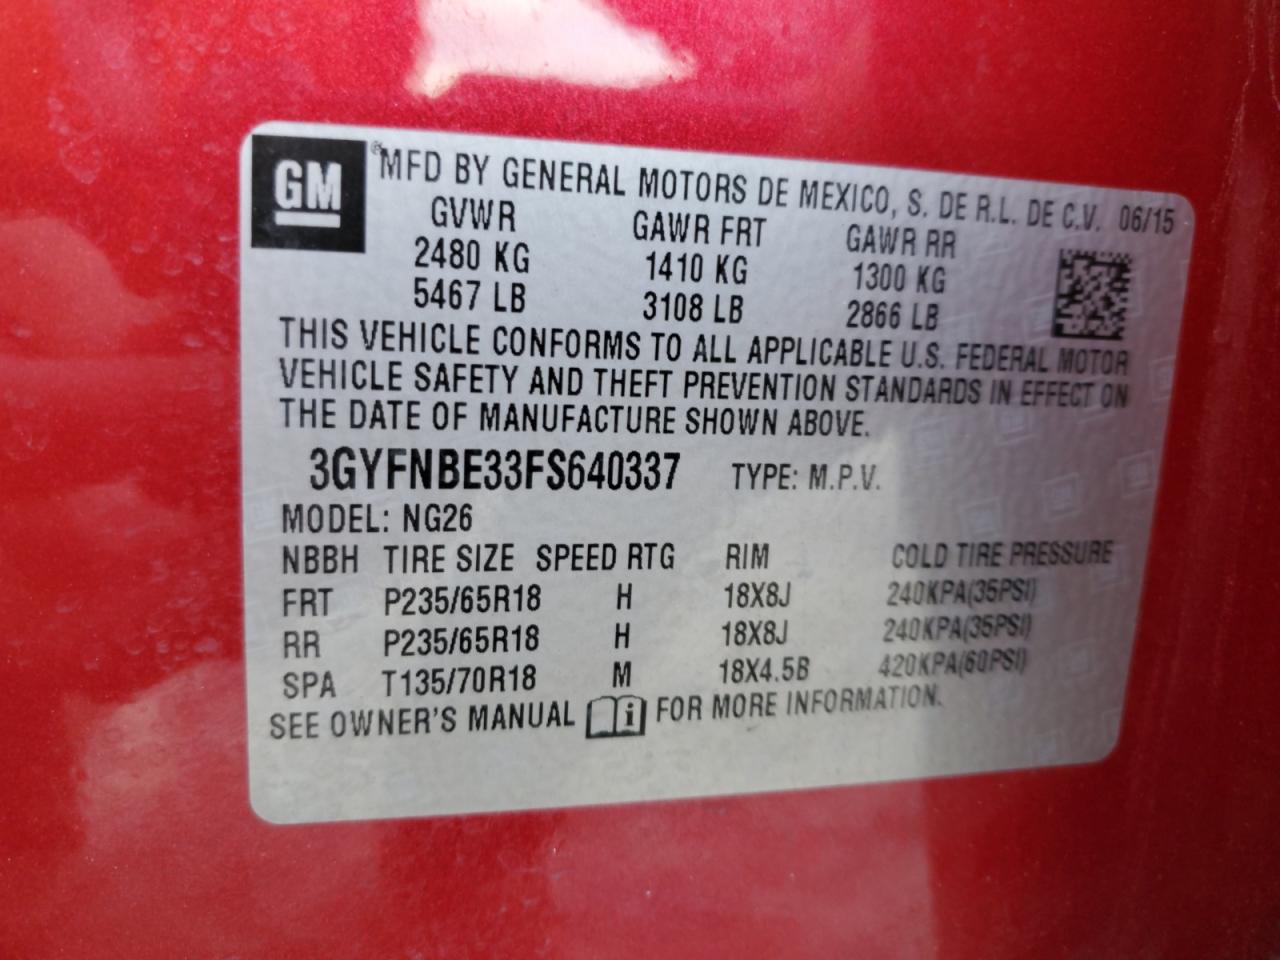 GM
® MFD BY GENERAL MOTORS DE MEXICO, S. DE R.L. DE C.V. 06/15
GVWR GAWR FRT GAWR RR
2480 KG 1410 KG 1300 KG
5467 LB 3108 LB 2866 LB
THIS VEHICLE CONFORMS TO ALL APPLICABLE U.S. FEDERAL MOTOR
VEHICLE SAFETY AND THEFT PREVENTION STANDARDS IN EFFECT ON
THE DATE OF MANUFACTURE SHOWN ABOVE.
3GYFNBE33FS640337 TYPE: M.P.V.
MODEL: NG26
NBBH TIRE SIZE SPEED RTG RIM COLD TIRE PRESSURE
FRT P235/65R18 H 18X8J 240KPA(35PSI)
RR P235/65R18 H 18X8J 240KPA(35PSI)
SPA T135/70R18 M 18X4.5B 420KPA(60PSI)
SEE OWNER'S MANUAL i FOR MORE INFORMATION.